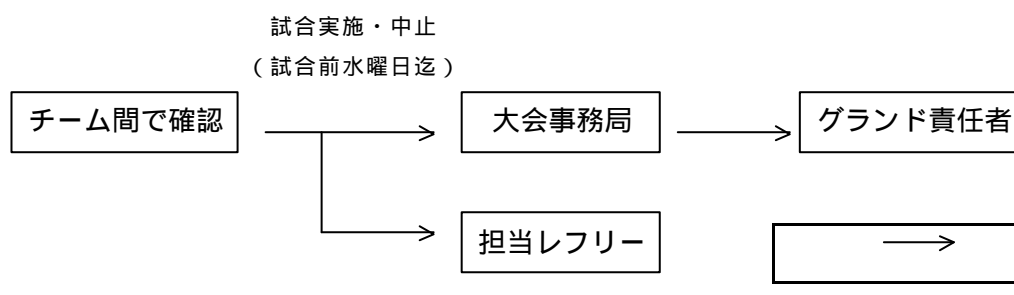 試合実施・中止
(試合前水曜日迄)
チーム間で確認
大会事務局
グランド責任者
担当レフリー